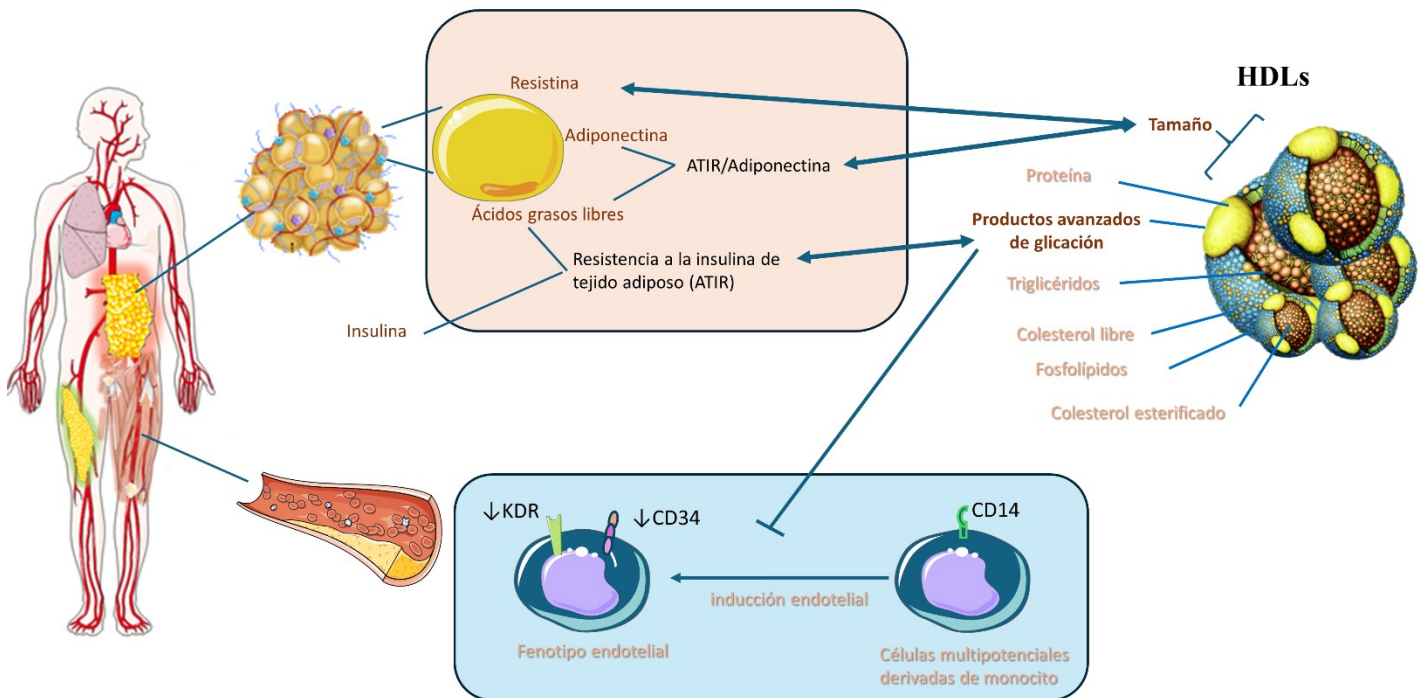 HDLs
Resistina
Tamaño
Adiponectina
ATIR/Adiponectina
Proteína
Ácidos grasos libres
Productos avanzados
de glicación
Resistencia a la insulina de
tejido adiposo (ATIR)
Triglicéridos
Insulina
Colesterol libre
Fosfolípidos
Colesterol esterificado
↓KDR
↓CD34
CD14
inducción endotelial
Fenotipo endotelial
Células multipotenciales
derivadas de monocito